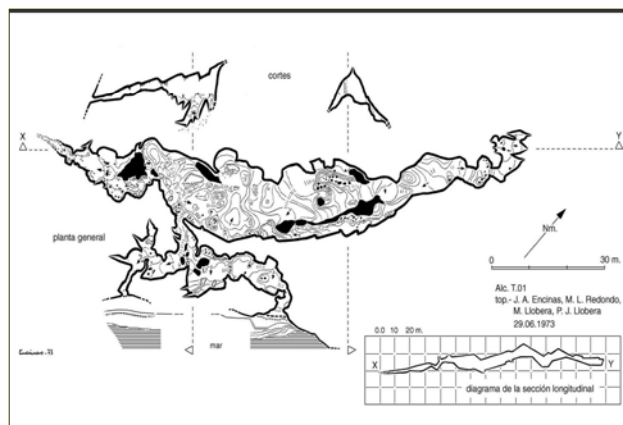 cortes
X
Y
planta general
Nm.
0 30 m.
Alc. T.01
top.- J. A. Encinas, M. L. Redondo,
M. Llobera, P. J. Llobera
29.06.1973
mar
0.0 10 20 m.
X
Y
diagrama de la sección longitudinal